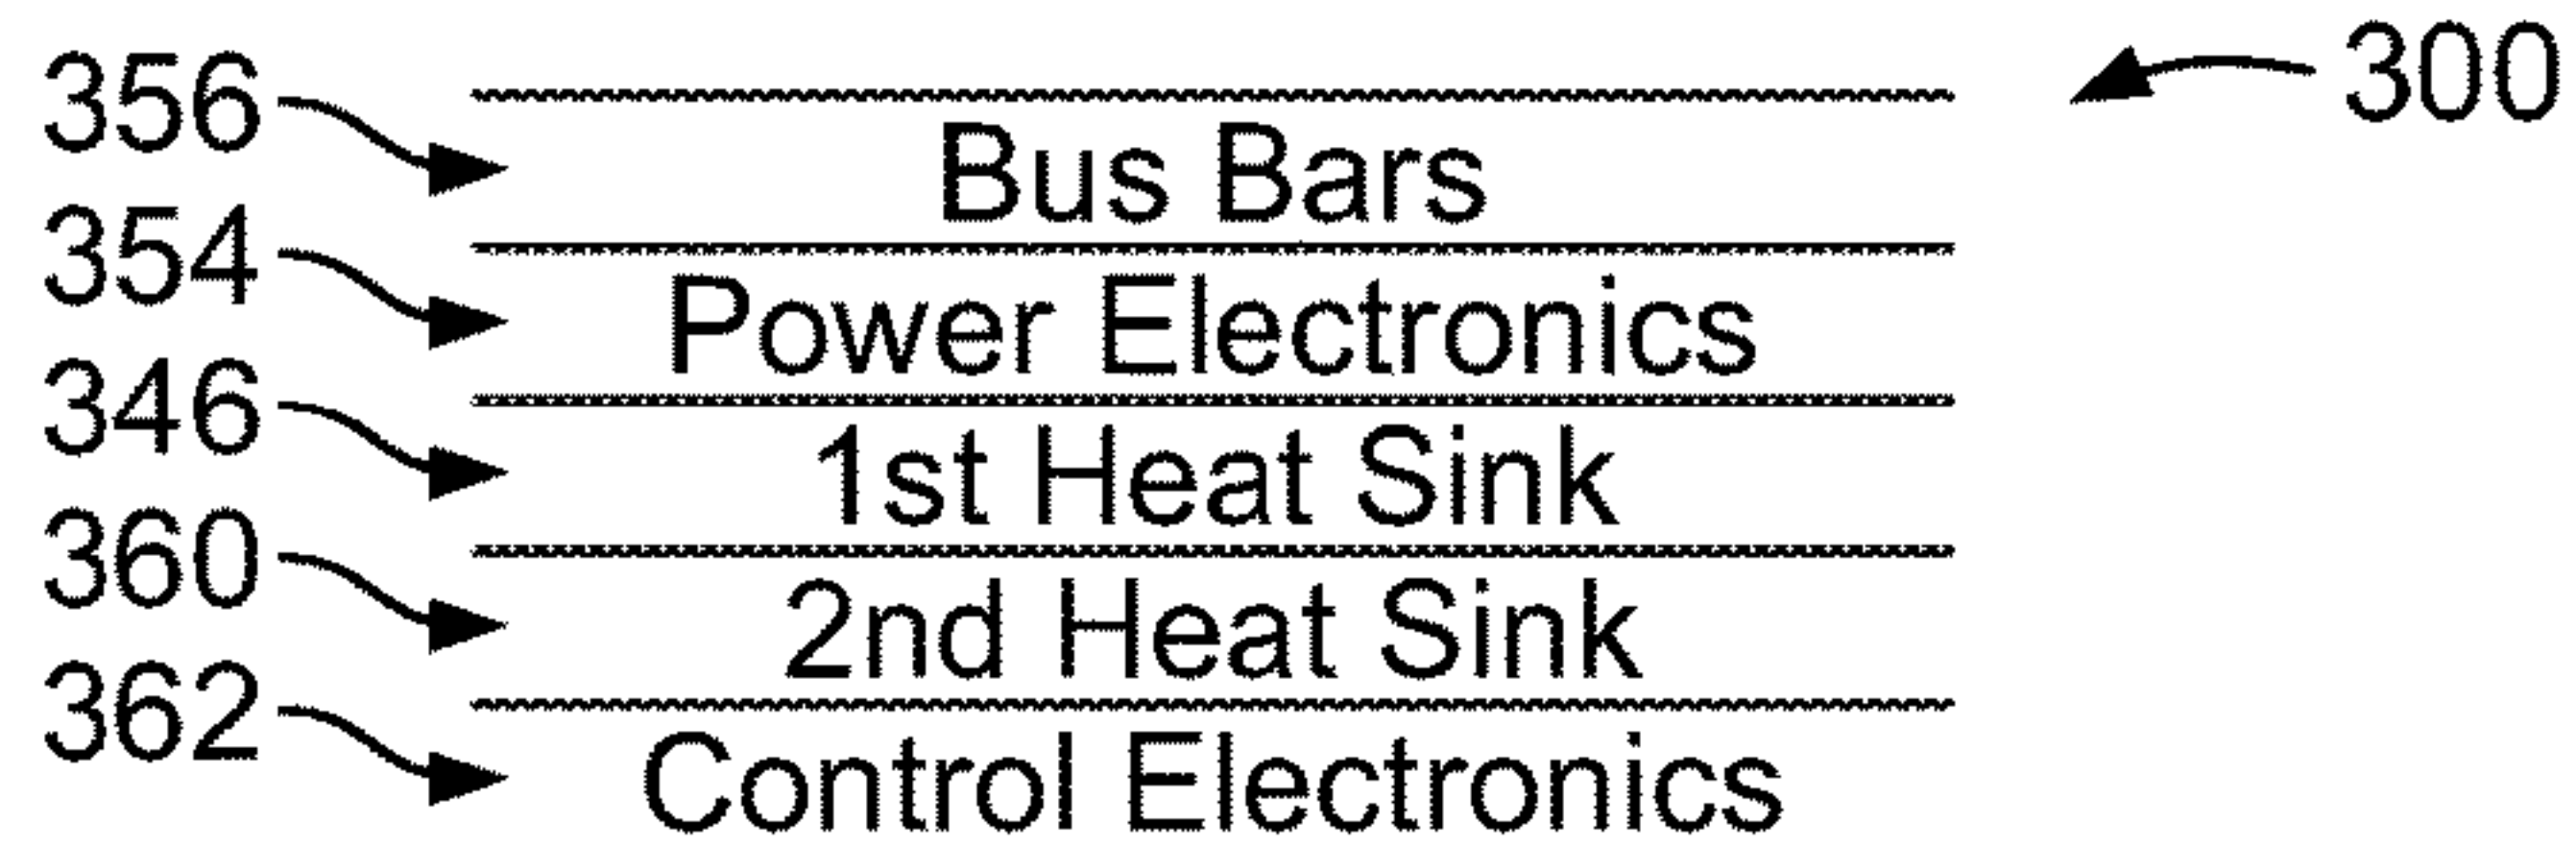 300
356 Bus Bars
354 Power Electronics
346 1st Heat Sink
360 2nd Heat Sink
362 Control Electronics